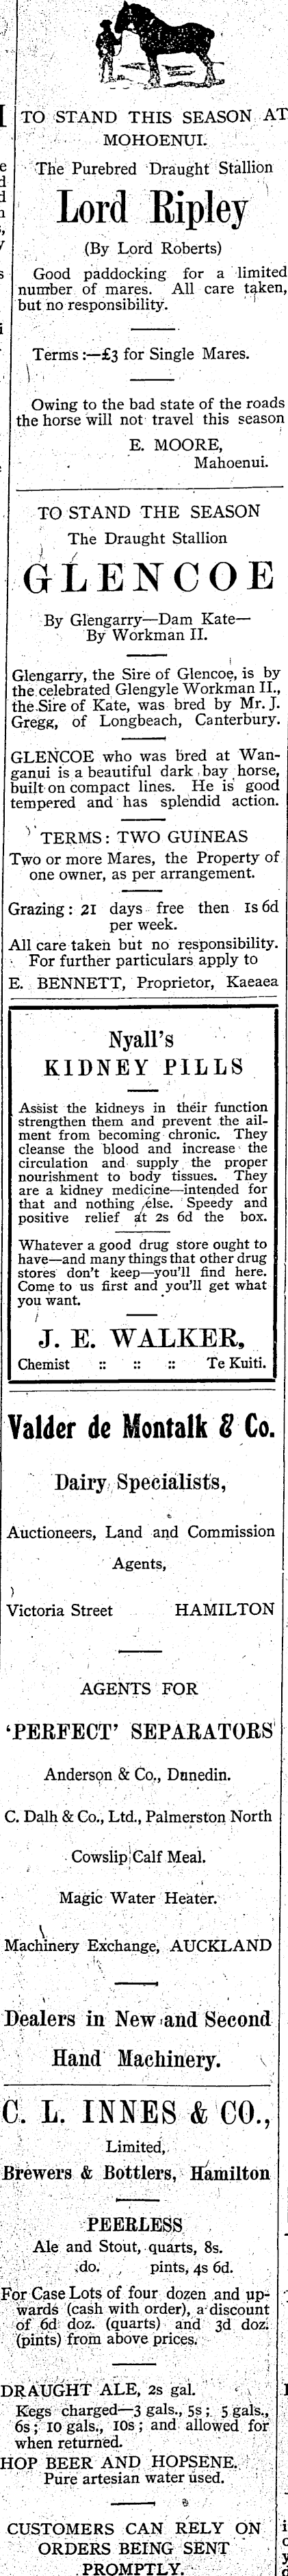 TO STAND THIS SEASON AT
MOHOENUI.
The Purebred Draught Stallion
Lord Ripley
(By Lord Roberts)
Good paddocking for a limited
number of mares. All care taken,
but no responsibility.
Terms :—£3 for Single Mares.
Owing to the bad state of the roads
the horse will not travel this season
E. MOORE,
Mahoenui.
TO STAND THE SEASON
The Draught Stallion
GLENCOE
By Glengarry—Dam Kate—
By Workman II.
Glengarry, the Sire of Glencoe, is by
the celebrated Glengyle Workman II.,
the Sire of Kate, was bred by Mr. J.
Gregg, of Longbeach, Canterbury.
GLENCOE who was bred at Wan-
ganui is a beautiful dark bay horse,
built on compact lines. He is good
tempered and has splendid action.
TERMS: TWO GUINEAS
Two or more Mares, the Property of
one owner, as per arrangement.
Grazing: 21 days free then 1s 6d
per week.
All care taken but no responsibility.
For further particulars apply to
E. BENNETT, Proprietor, Kaeaea
Nyall's
KIDNEY PILLS
Assist the kidneys in their function
strengthen them and prevent the ail-
ment from becoming chronic. They
cleanse the blood and increase the
circulation and supply the proper
nourishment to body tissues. They
are a kidney medicine—intended for
that and nothing else. Speedy and
positive relief at 2s 6d the box.
Whatever a good drug store ought to
have—and many things that other drug
stores don't keep—you'll find here.
Come to us first and you'll get what
you want.
J. E. WALKER,
Chemist :: :: :: Te Kuiti.
Valder de Montalk & Co.
Dairy Specialists,
Auctioneers, Land and Commission
Agents,
Victoria Street HAMILTON
AGENTS FOR
'PERFECT' SEPARATORS
Anderson & Co., Dunedin.
C. Dalh & Co., Ltd., Palmerston North
Cowslip Calf Meal.
Magic Water Heater.
Machinery Exchange, AUCKLAND
Dealers in New and Second
Hand Machinery.
C. L. INNES & CO.,
Limited,
Brewers & Bottlers, Hamilton
PEERLESS
Ale and Stout, quarts, 8s.
do. pints, 4s 6d.
For Case Lots of four dozen and up-
wards (cash with order), a discount
of 6d doz. (quarts) and 3d doz.
(pints) from above prices.
DRAUGHT ALE, 2s gal.
Kegs charged—3 gals., 5s; 5 gals.,
6s; 10 gals., 10s; and allowed for
when returned.
HOP BEER AND HOPSENE.
Pure artesian water used.
CUSTOMERS CAN RELY ON
ORDERS BEING SENT
PROMPTLY.